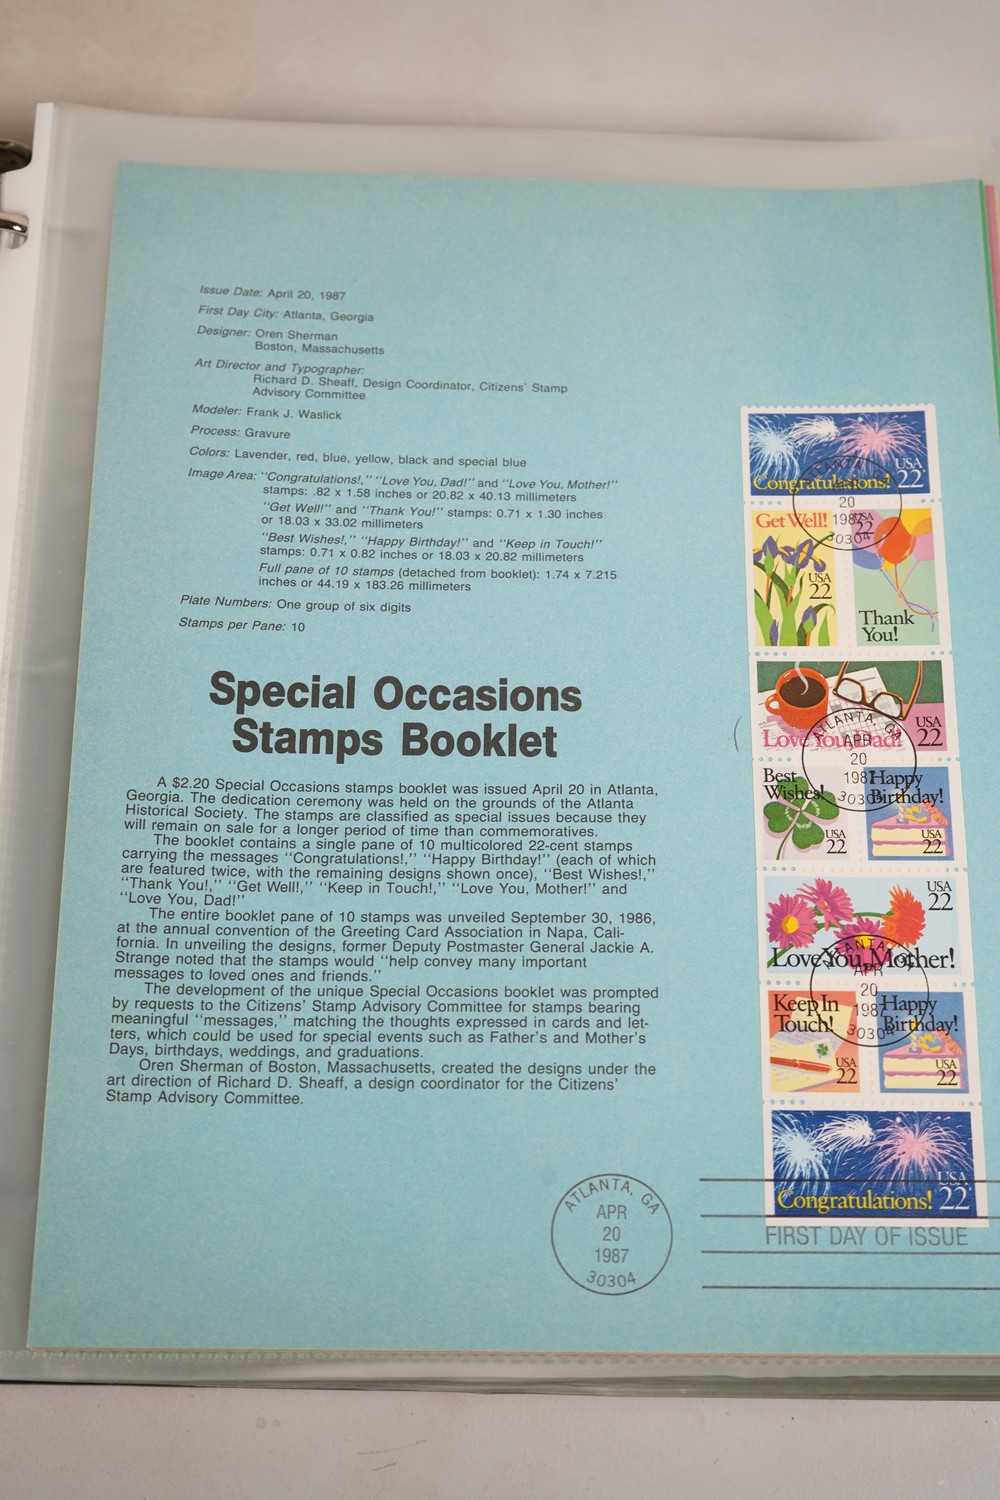 Issue Date: April 20, 1987
First Day City: Atlanta, Georgia
Designer: Oren Sherman
Boston, Massachusetts
Art Director and Typographer:
Richard D. Sheaff, Design Coordinator, Citizens' Stamp
Advisory Committee
Modeler: Frank J. Waslick
Process: Gravure
Colors: Lavender, red, blue, yellow, black and special blue
Image Area: "Congratulations!," "Love You, Dad!" and "Love You, Mother!"
stamps: .82 x 1.58 inches or 20.82 x 40.13 millimeters
"Get Well!" and "Thank You!" stamps: 0.71 x 1.30 inches
or 18.03 x 33.02 millimeters
"Best Wishes!," "Happy Birthday!" and "Keep in Touch!"
stamps: 0.71 x 0.82 inches or 18.03 x 20.82 millimeters
Full pane of 10 stamps (detached from booklet): 1.74 x 7.215
inches or 44.19 x 183.26 millimeters
Plate Numbers: One group of six digits
Stamps per Pane: 10
Special Occasions
Stamps Booklet
A $2.20 Special Occasions stamps booklet was issued April 20 in Atlanta,
Georgia. The dedication ceremony was held on the grounds of the Atlanta
Historical Society. The stamps are classified as special issues because they
will remain on sale for a longer period of time than commemoratives.
The booklet contains a single pane of 10 multicolored 22-cent stamps
carrying the messages "Congratulations!," "Happy Birthday!" (each of which
are featured twice, with the remaining designs shown once), "Best Wishes!,"
"Thank You!," "Get Well!," "Keep in Touch!," "Love You, Mother!" and
"Love You, Dad!"
The entire booklet pane of 10 stamps was unveiled September 30, 1986,
at the annual convention of the Greeting Card Association in Napa, Cali-
fornia. In unveiling the designs, former Deputy Postmaster General Jackie A.
Strange noted that the stamps would "help convey many important
messages to loved ones and friends."
The development of the unique Special Occasions booklet was prompted
by requests to the Citizens' Stamp Advisory Committee for stamps bearing
meaningful "messages," matching the thoughts expressed in cards and let-
ters, which could be used for special events such as Father's and Mother's
Days, birthdays, weddings, and graduations.
Oren Sherman of Boston, Massachusetts, created the designs under the
art direction of Richard D. Sheaff, a design coordinator for the Citizens'
Stamp Advisory Committee.
USA
22
Congratulations!
ATLANTA, GA
20
1987
30304
Get Well!
USA
22
USA
22
Thank
You!
USA
22
Love You, Dad!
ATLANTA, GA
APR
20
1987
30304
Best
Wishes!
USA
22
Happy
Birthday!
USA
22
USA
22
Love You, Mother!
ATLANTA, GA
APR
20
1987
30304
Keep In
Touch!
USA
22
Happy
Birthday!
USA
22
USA
22
Congratulations!
ATLANTA, GA
APR
20
1987
30304
FIRST DAY OF ISSUE